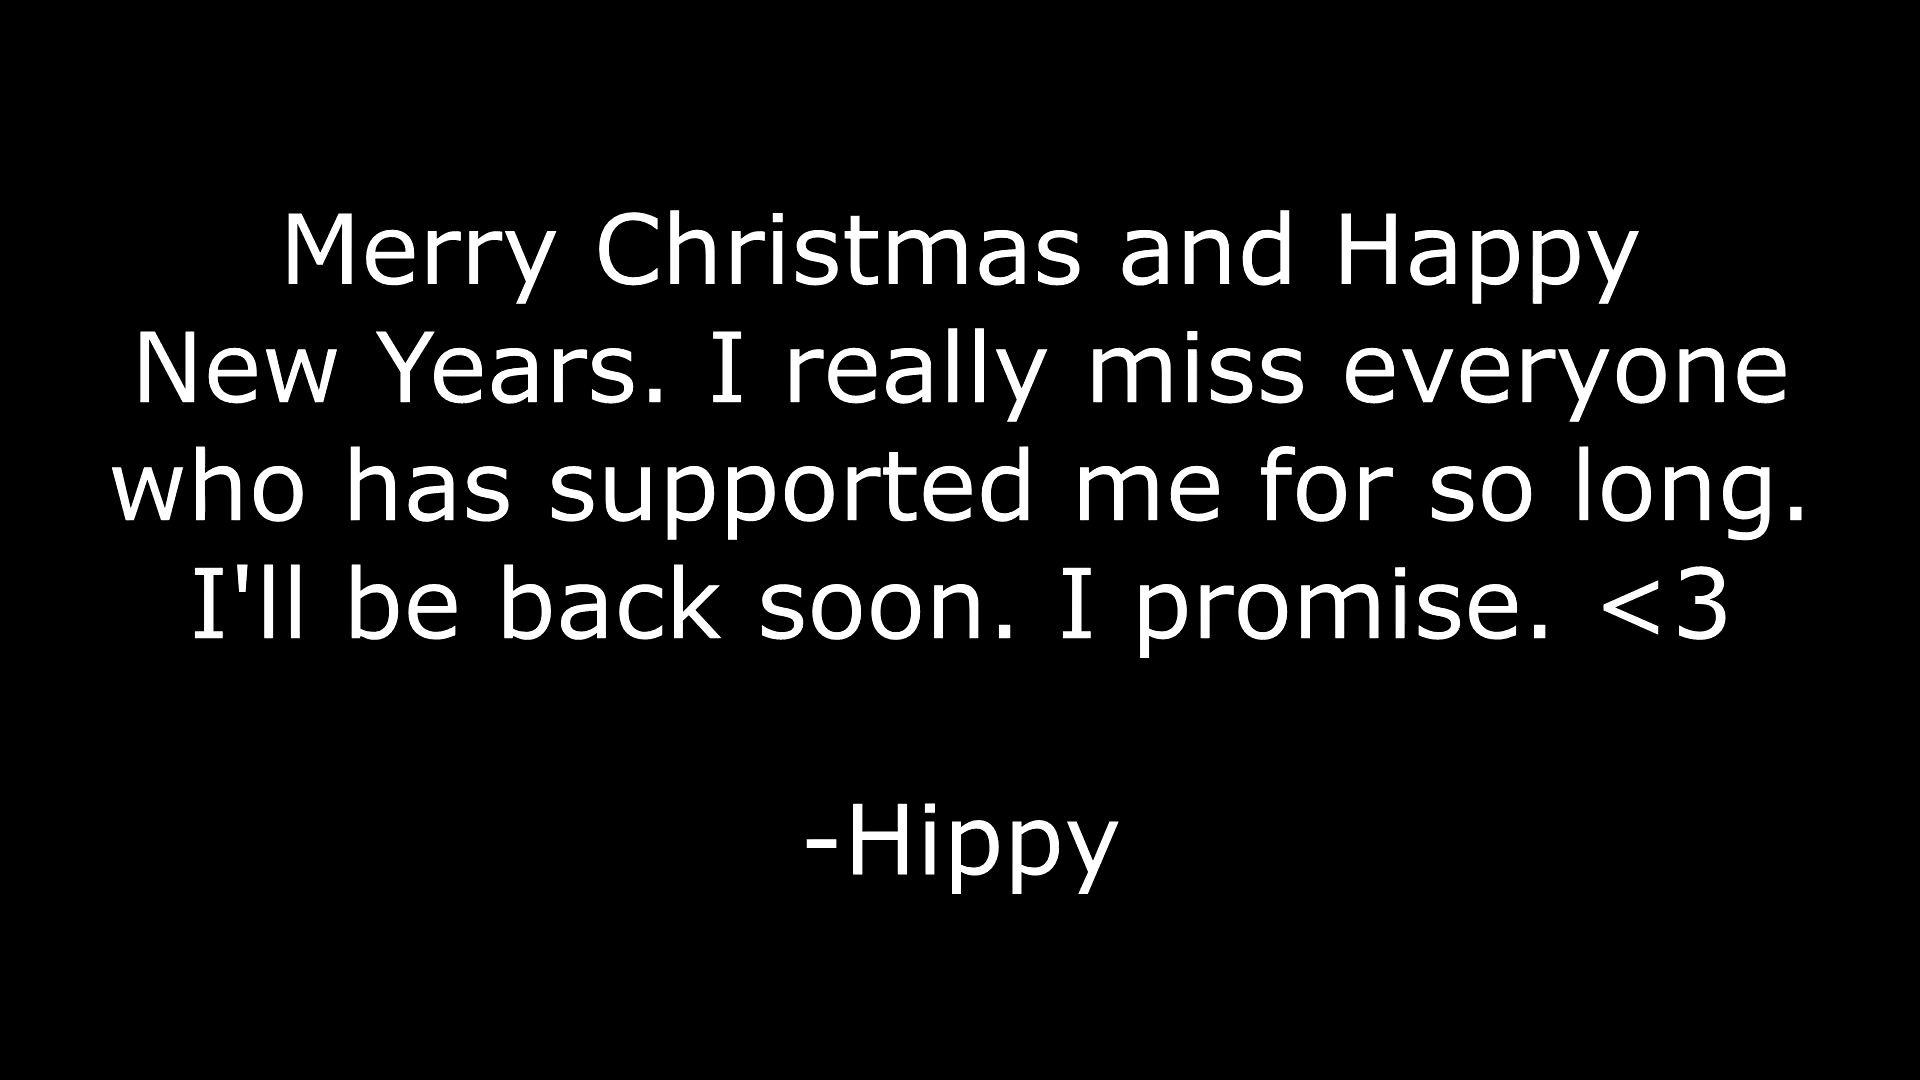 Merry Christmas and Happy
New Years. I really miss everyone
who has supported me for so long.
I'll be back soon. I promise. <3
-Hippy